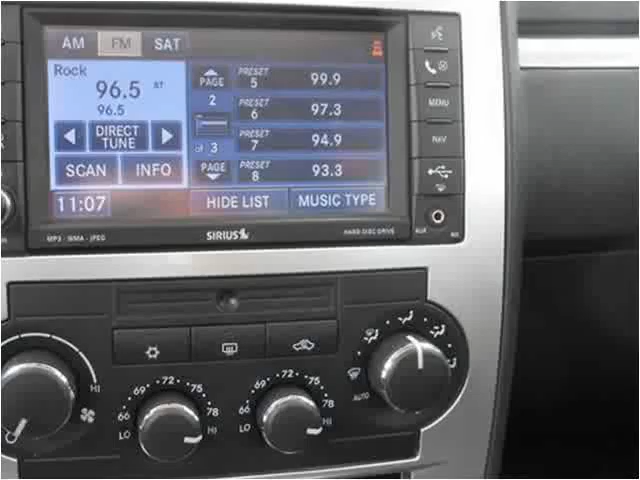 AM FM SAT
Rock
96.5 ST
96.5
DIRECT TUNE
SCAN INFO
PAGE
2
3
PAGE
PRESET 5 99.9
PRESET 6 97.3
PRESET 7 94.9
PRESET 8 93.3
11:07 HIDE LIST MUSIC TYPE
MENU
NAV
MP3 - WMA - JPEG SIRIUS HARD DISC DRIVE AUX
HI
LO 66 69 72 75 78 HI
LO 66 69 72 75 78 HI
AUTO